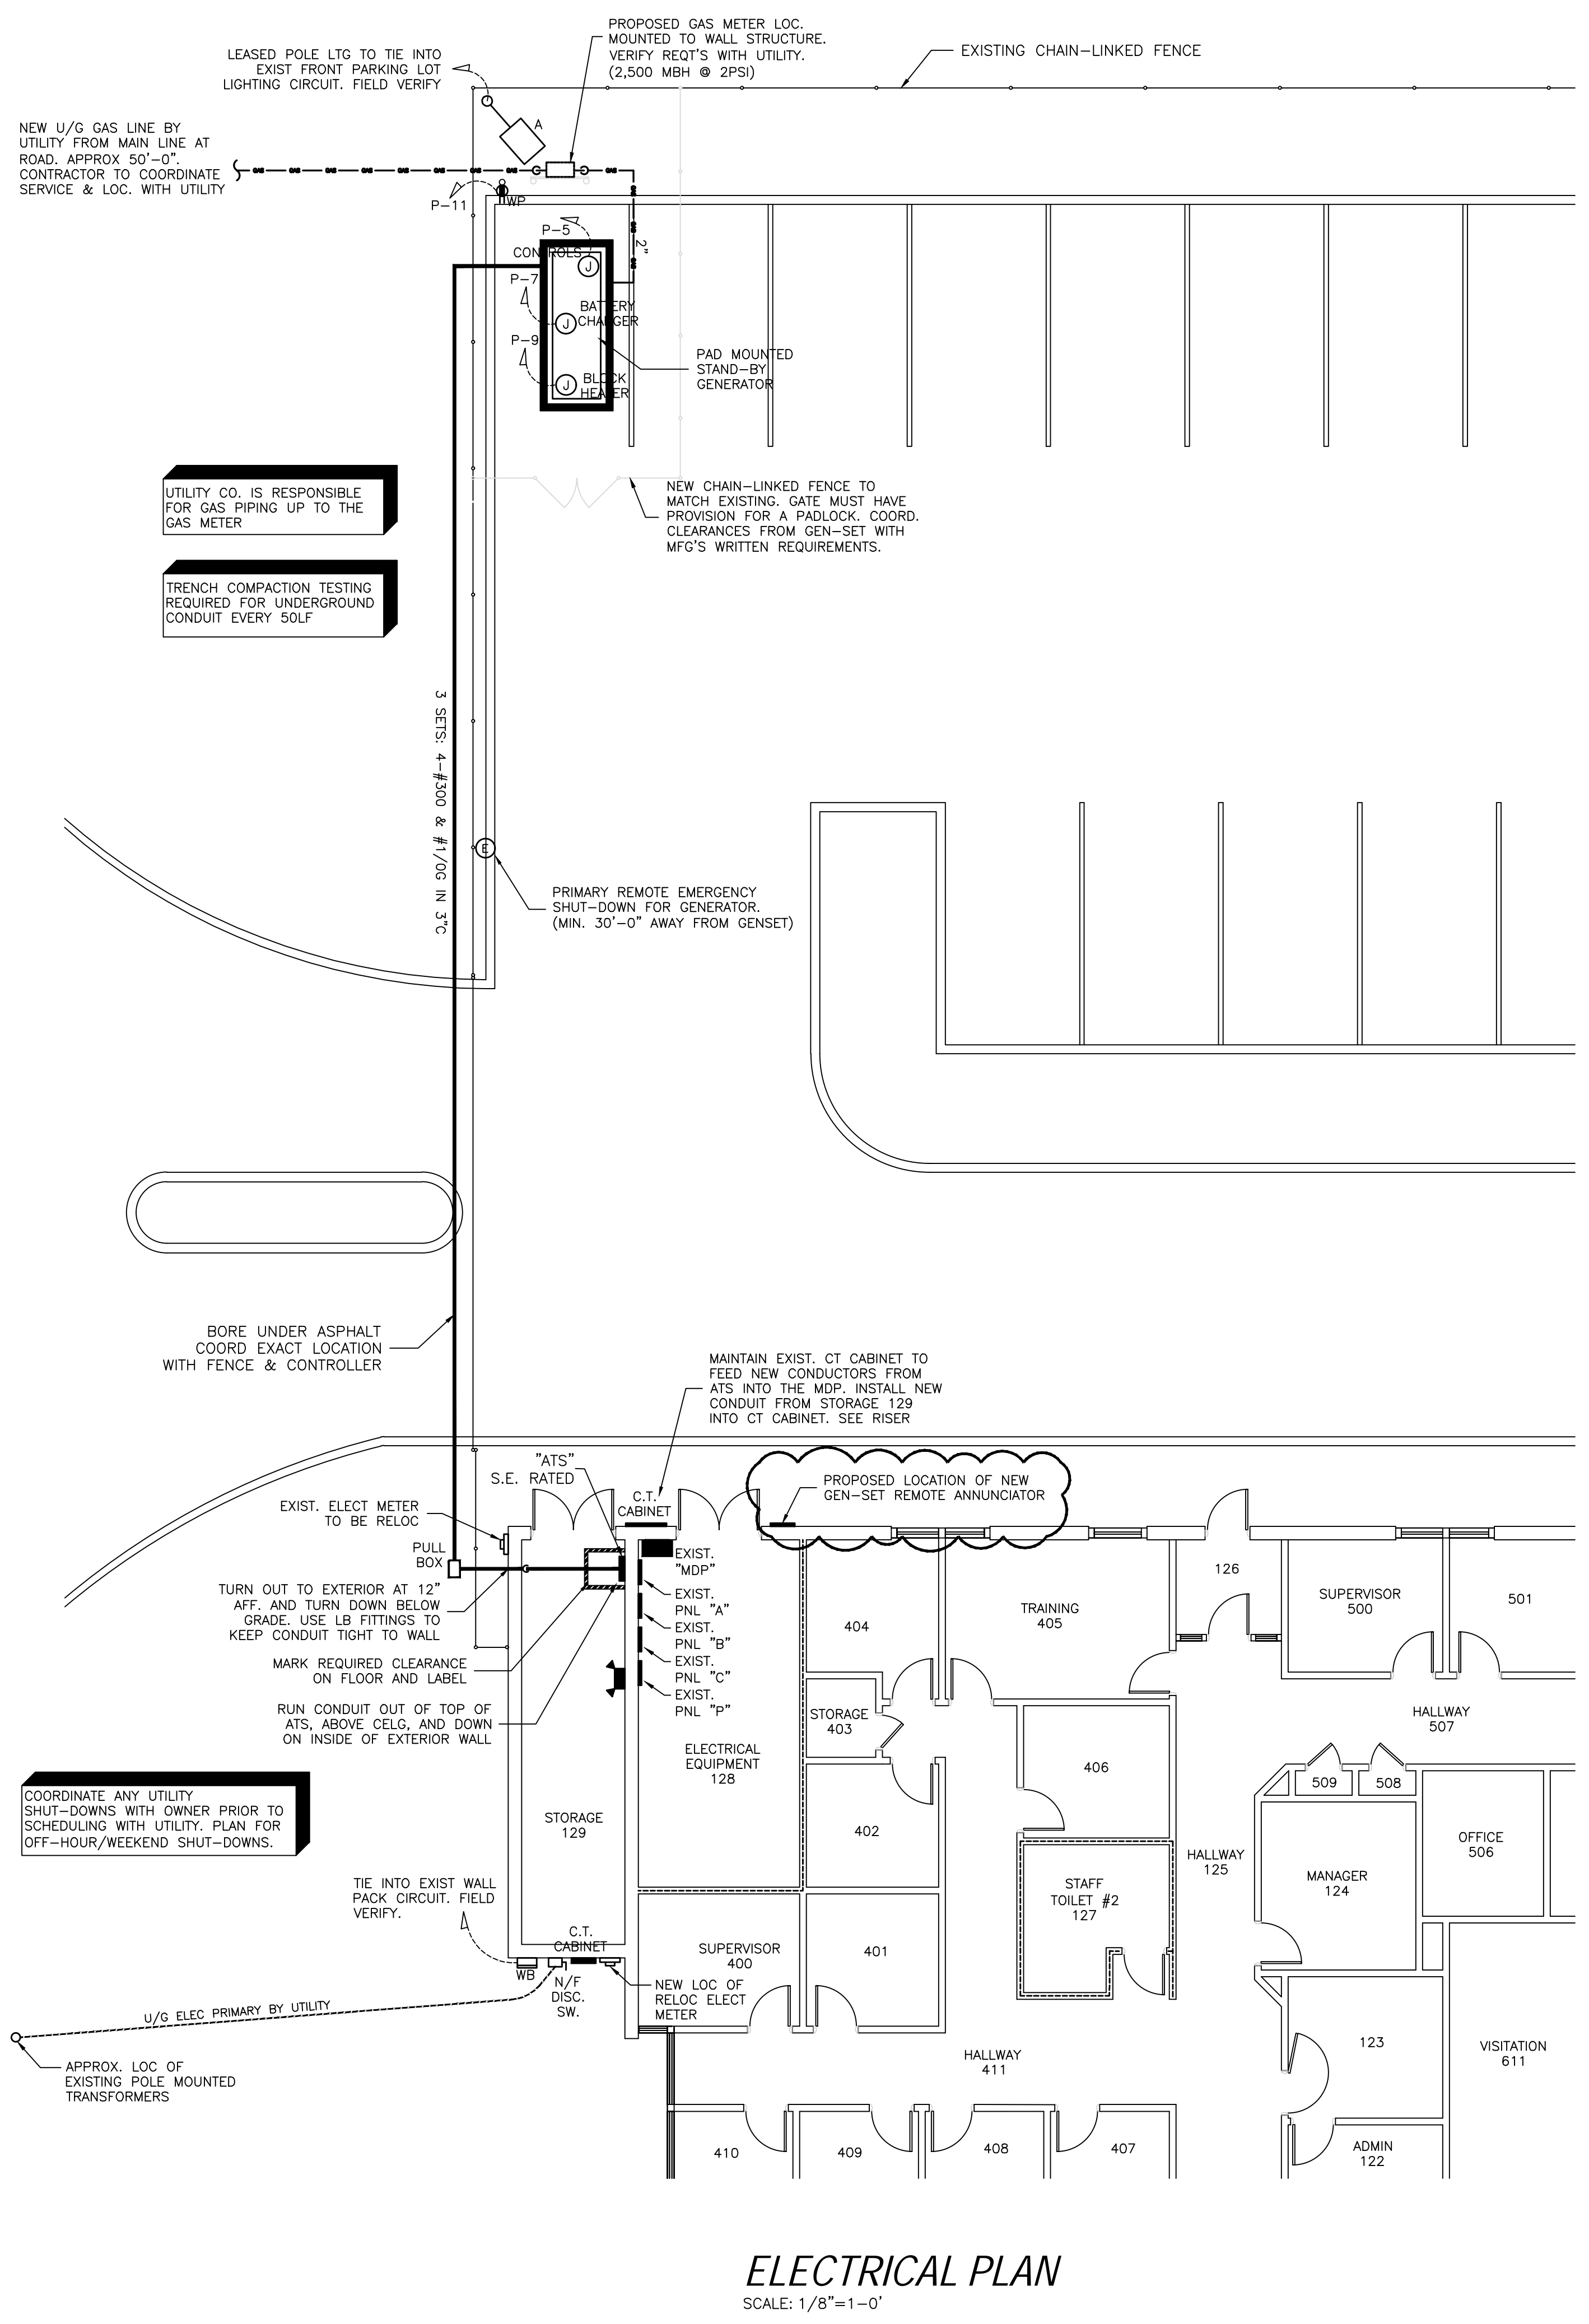 PROPOSED GAS METER LOC.
MOUNTED TO WALL STRUCTURE.
VERIFY REQT'S WITH UTILITY.
(2,500 MBH @ 2PSI)
LEASED POLE LTG TO TIE INTO
EXIST FRONT PARKING LOT
LIGHTING CIRCUIT. FIELD VERIFY
EXISTING CHAIN-LINKED FENCE
A
NEW U/G GAS LINE BY
UTILITY FROM MAIN LINE AT
ROAD. APPROX 50'-0".
CONTRACTOR TO COORDINATE
SERVICE & LOC. WITH UTILITY
GAS GAS GAS GAS GAS GAS GAS GAS
GAS
GAS
GAS
2"
P-11
WP
P-5
CONTROLS
J
P-7
BATTERY
CHARGER
J
P-9
BLOCK
HEATER
J
PAD MOUNTED
STAND-BY
GENERATOR
UTILITY CO. IS RESPONSIBLE
FOR GAS PIPING UP TO THE
GAS METER
NEW CHAIN-LINKED FENCE TO
MATCH EXISTING. GATE MUST HAVE
PROVISION FOR A PADLOCK. COORD.
CLEARANCES FROM GEN-SET WITH
MFG'S WRITTEN REQUIREMENTS.
TRENCH COMPACTION TESTING
REQUIRED FOR UNDERGROUND
CONDUIT EVERY 50LF
3 SETS: 4-#300 & #1/0G IN 3"C
E
PRIMARY REMOTE EMERGENCY
SHUT-DOWN FOR GENERATOR.
(MIN. 30'-0" AWAY FROM GENSET)
BORE UNDER ASPHALT
COORD EXACT LOCATION
WITH FENCE & CONTROLLER
MAINTAIN EXIST. CT CABINET TO
FEED NEW CONDUCTORS FROM
ATS INTO THE MDP. INSTALL NEW
CONDUIT FROM STORAGE 129
INTO CT CABINET. SEE RISER
"ATS"
S.E. RATED
C.T.
CABINET
PROPOSED LOCATION OF NEW
GEN-SET REMOTE ANNUNCIATOR
EXIST. ELECT METER
TO BE RELOC
PULL
BOX
TURN OUT TO EXTERIOR AT 12"
AFF. AND TURN DOWN BELOW
GRADE. USE LB FITTINGS TO
KEEP CONDUIT TIGHT TO WALL
MARK REQUIRED CLEARANCE
ON FLOOR AND LABEL
RUN CONDUIT OUT OF TOP OF
ATS, ABOVE CELG, AND DOWN
ON INSIDE OF EXTERIOR WALL
EXIST.
"MDP"
EXIST.
PNL "A"
EXIST.
PNL "B"
EXIST.
PNL "C"
EXIST.
PNL "P"
404
TRAINING
405
126
SUPERVISOR
500
501
STORAGE
403
HALLWAY
507
ELECTRICAL
EQUIPMENT
128
406
509
508
COORDINATE ANY UTILITY
SHUT-DOWNS WITH OWNER PRIOR TO
SCHEDULING WITH UTILITY. PLAN FOR
OFF-HOUR/WEEKEND SHUT-DOWNS.
STORAGE
129
402
OFFICE
506
HALLWAY
125
MANAGER
124
STAFF
TOILET #2
127
TIE INTO EXIST WALL
PACK CIRCUIT. FIELD
VERIFY.
C.T.
CABINET
SUPERVISOR
400
401
WB
N/F
DISC.
SW.
NEW LOC OF
RELOC ELECT
METER
U/G ELEC PRIMARY BY UTILITY
APPROX. LOC OF
EXISTING POLE MOUNTED
TRANSFORMERS
HALLWAY
411
123
VISITATION
611
410
409
408
407
ADMIN
122
ELECTRICAL PLAN
SCALE: 1/8"=1-0'